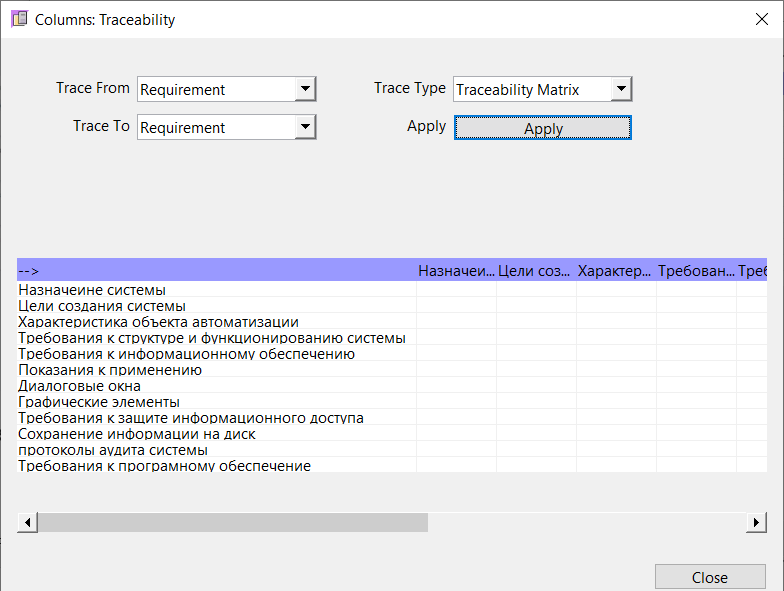 Columns: Traceability
Trace From Requirement Trace Type Traceability Matrix
Trace To Requirement Apply Apply
--> Назначеи... Цели соз... Характер... Требован... Треб
Назначеине системы
Цели создания системы
Характеристика объекта автоматизации
Требования к структуре и функционированию системы
Требования к информационному обеспечению
Показания к применению
Диалоговые окна
Графические элементы
Требования к защите информационного доступа
Сохранение информации на диск
протоколы аудита системы
Требования к програмному обеспечение
Close